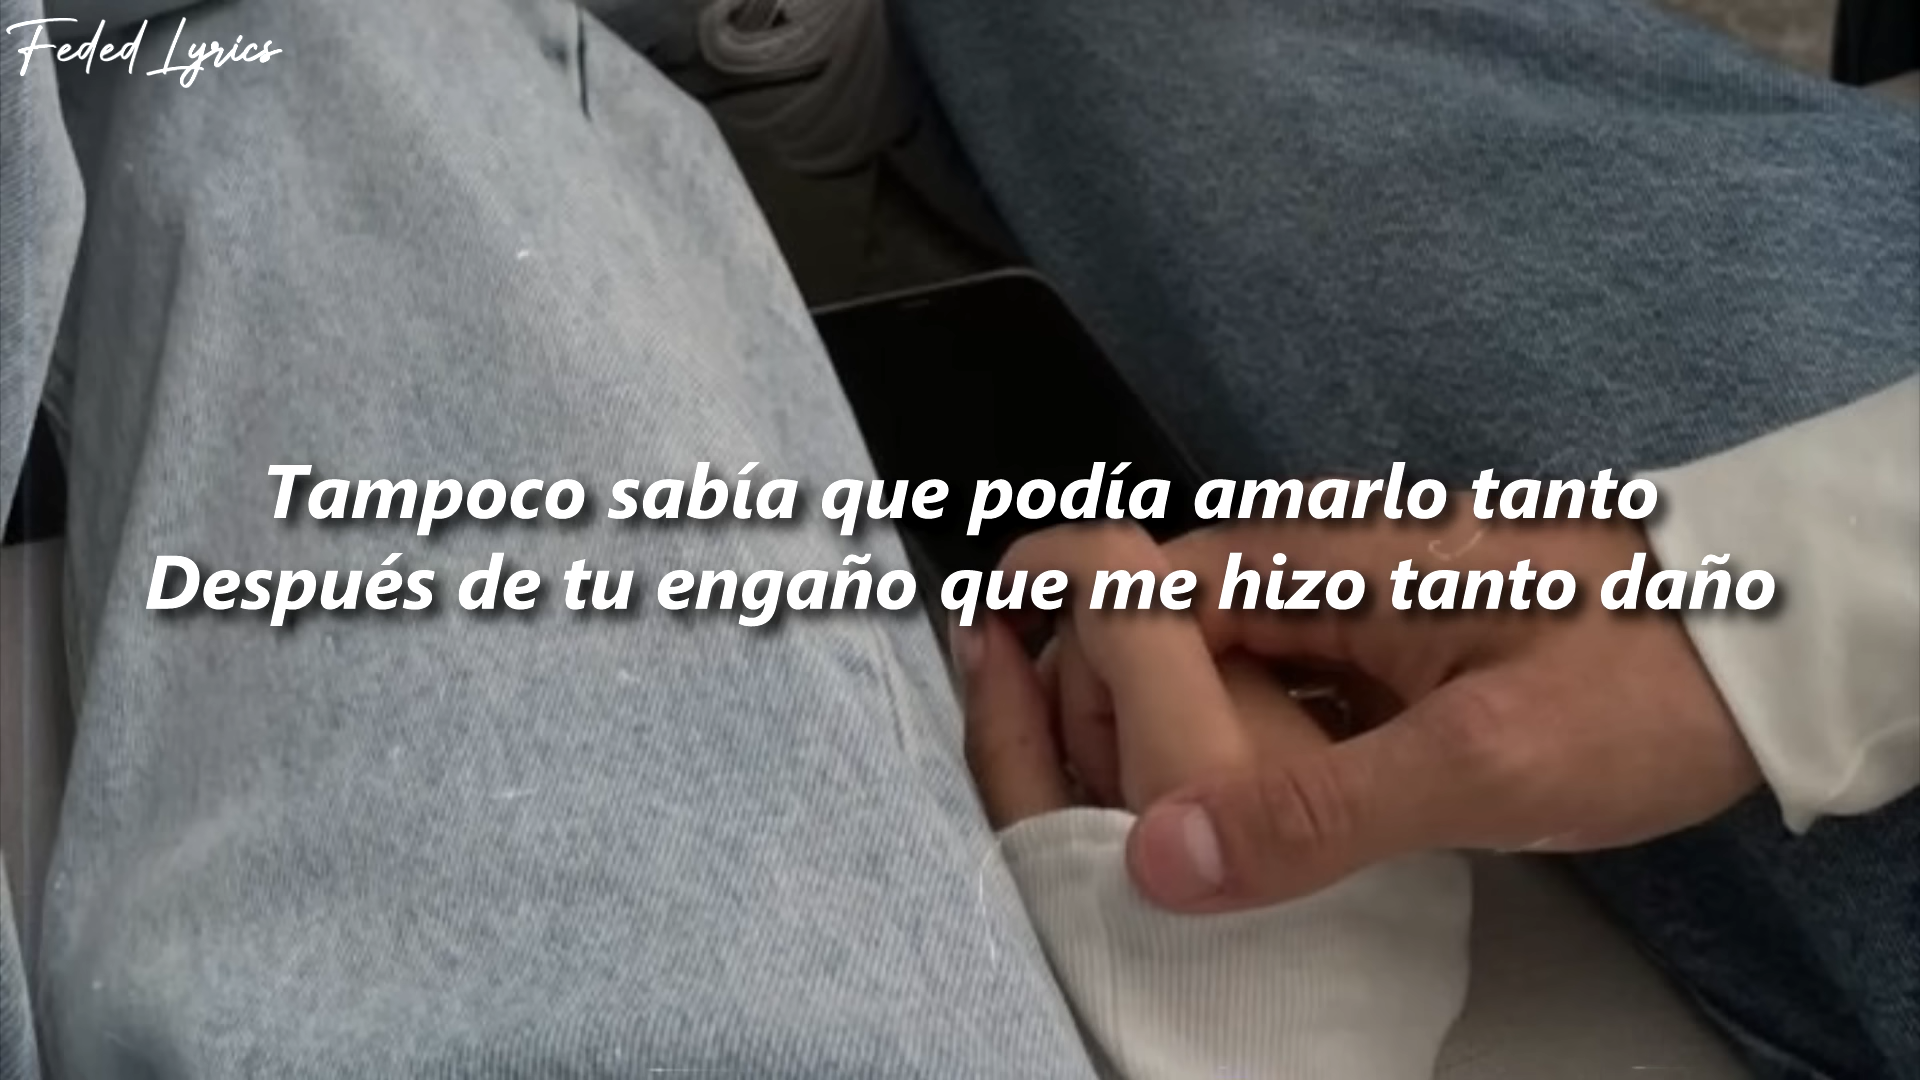 Feded Lyrics
Tampoco sabía que podía amarlo tanto
Después de tu engaño que me hizo tanto daño